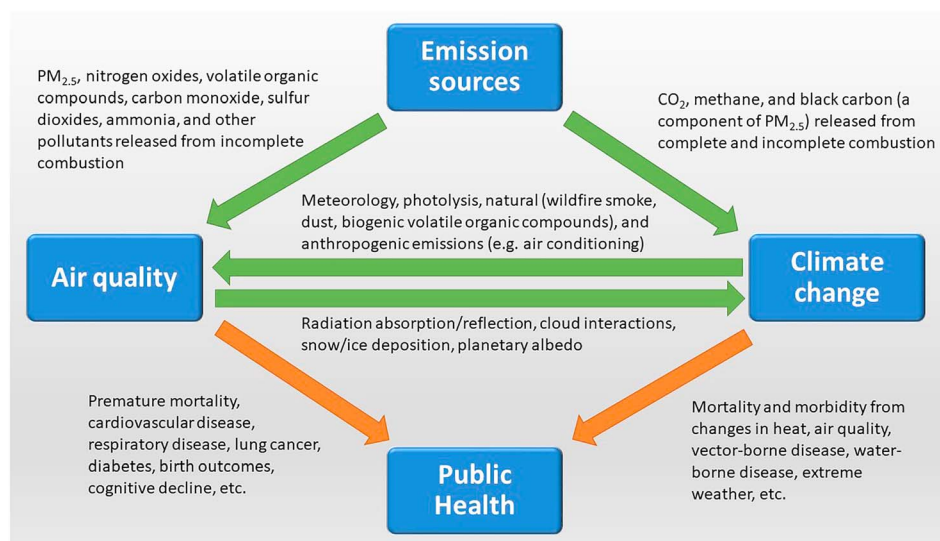 Emission
sources
PM2.5, nitrogen oxides, volatile organic
compounds, carbon monoxide, sulfur
dioxides, ammonia, and other
pollutants released from incomplete
combustion
CO2, methane, and black carbon (a
component of PM2.5) released from
complete and incomplete combustion
Meteorology, photolysis, natural (wildfire smoke,
dust, biogenic volatile organic compounds), and
anthropogenic emissions (e.g. air conditioning)
Air quality
Climate
change
Radiation absorption/reflection, cloud interactions,
snow/ice deposition, planetary albedo
Premature mortality,
cardiovascular disease,
respiratory disease, lung cancer,
diabetes, birth outcomes,
cognitive decline, etc.
Mortality and morbidity from
changes in heat, air quality,
vector-borne disease, water-
borne disease, extreme
weather, etc.
Public
Health